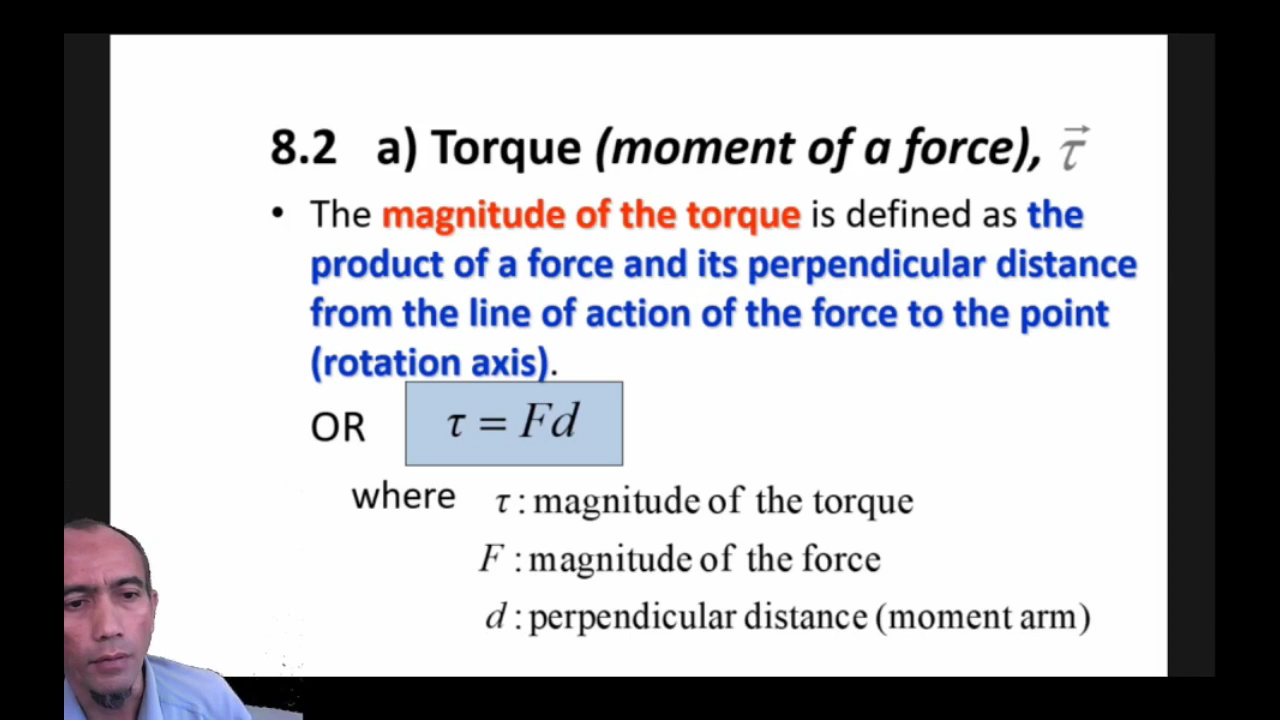 8.2 a) Torque (moment of a force), $\vec{\tau}$
• The magnitude of the torque is defined as the
product of a force and its perpendicular distance
from the line of action of the force to the point
(rotation axis).
OR τ = Fd
where τ : magnitude of the torque
F : magnitude of the force
d : perpendicular distance (moment arm)